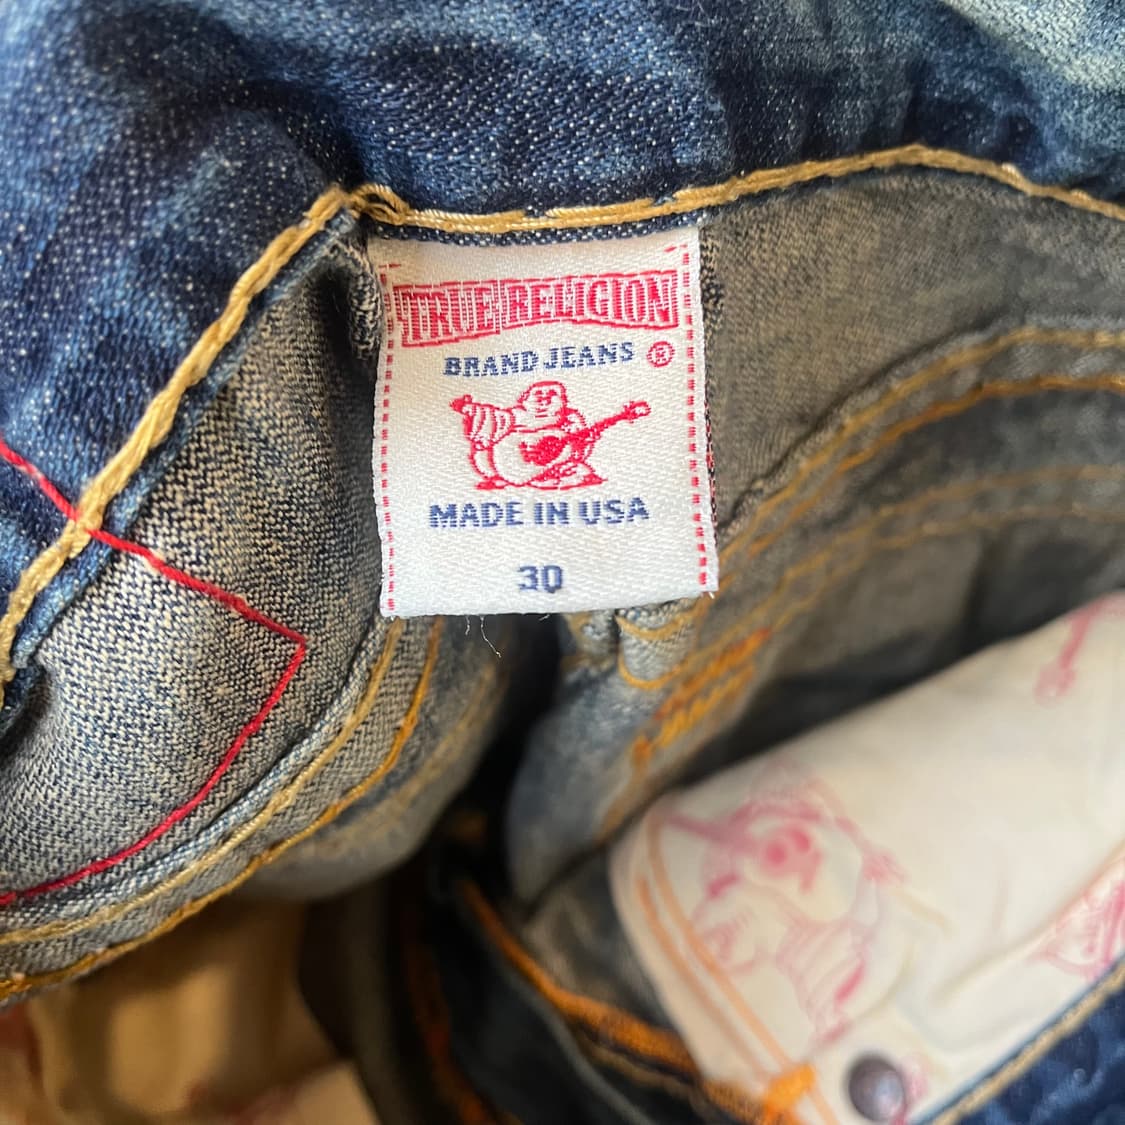 TRUE RELIGION
BRAND JEANS ®
MADE IN USA
30